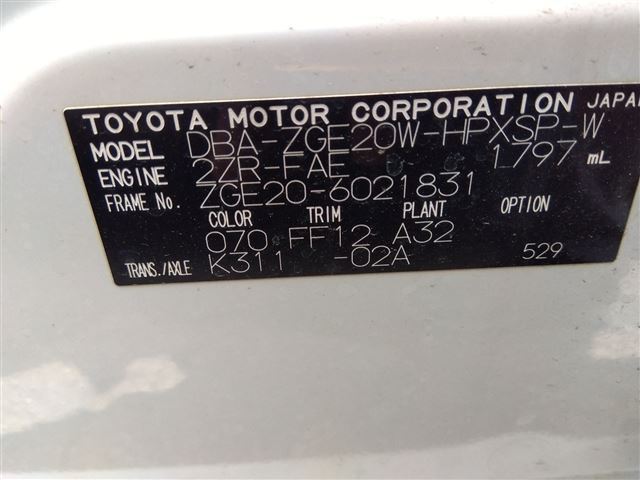 TOYOTA MOTOR CORPORATION JAPAN
MODEL DBA-ZGE20W-HPXSP-W
ENGINE 2ZR-FAE 1.797 mL
FRAME No. ZGE20-6021831
COLOR TRIM PLANT OPTION
070 FF12 A32
TRANS./AXLE K311 -02A 529